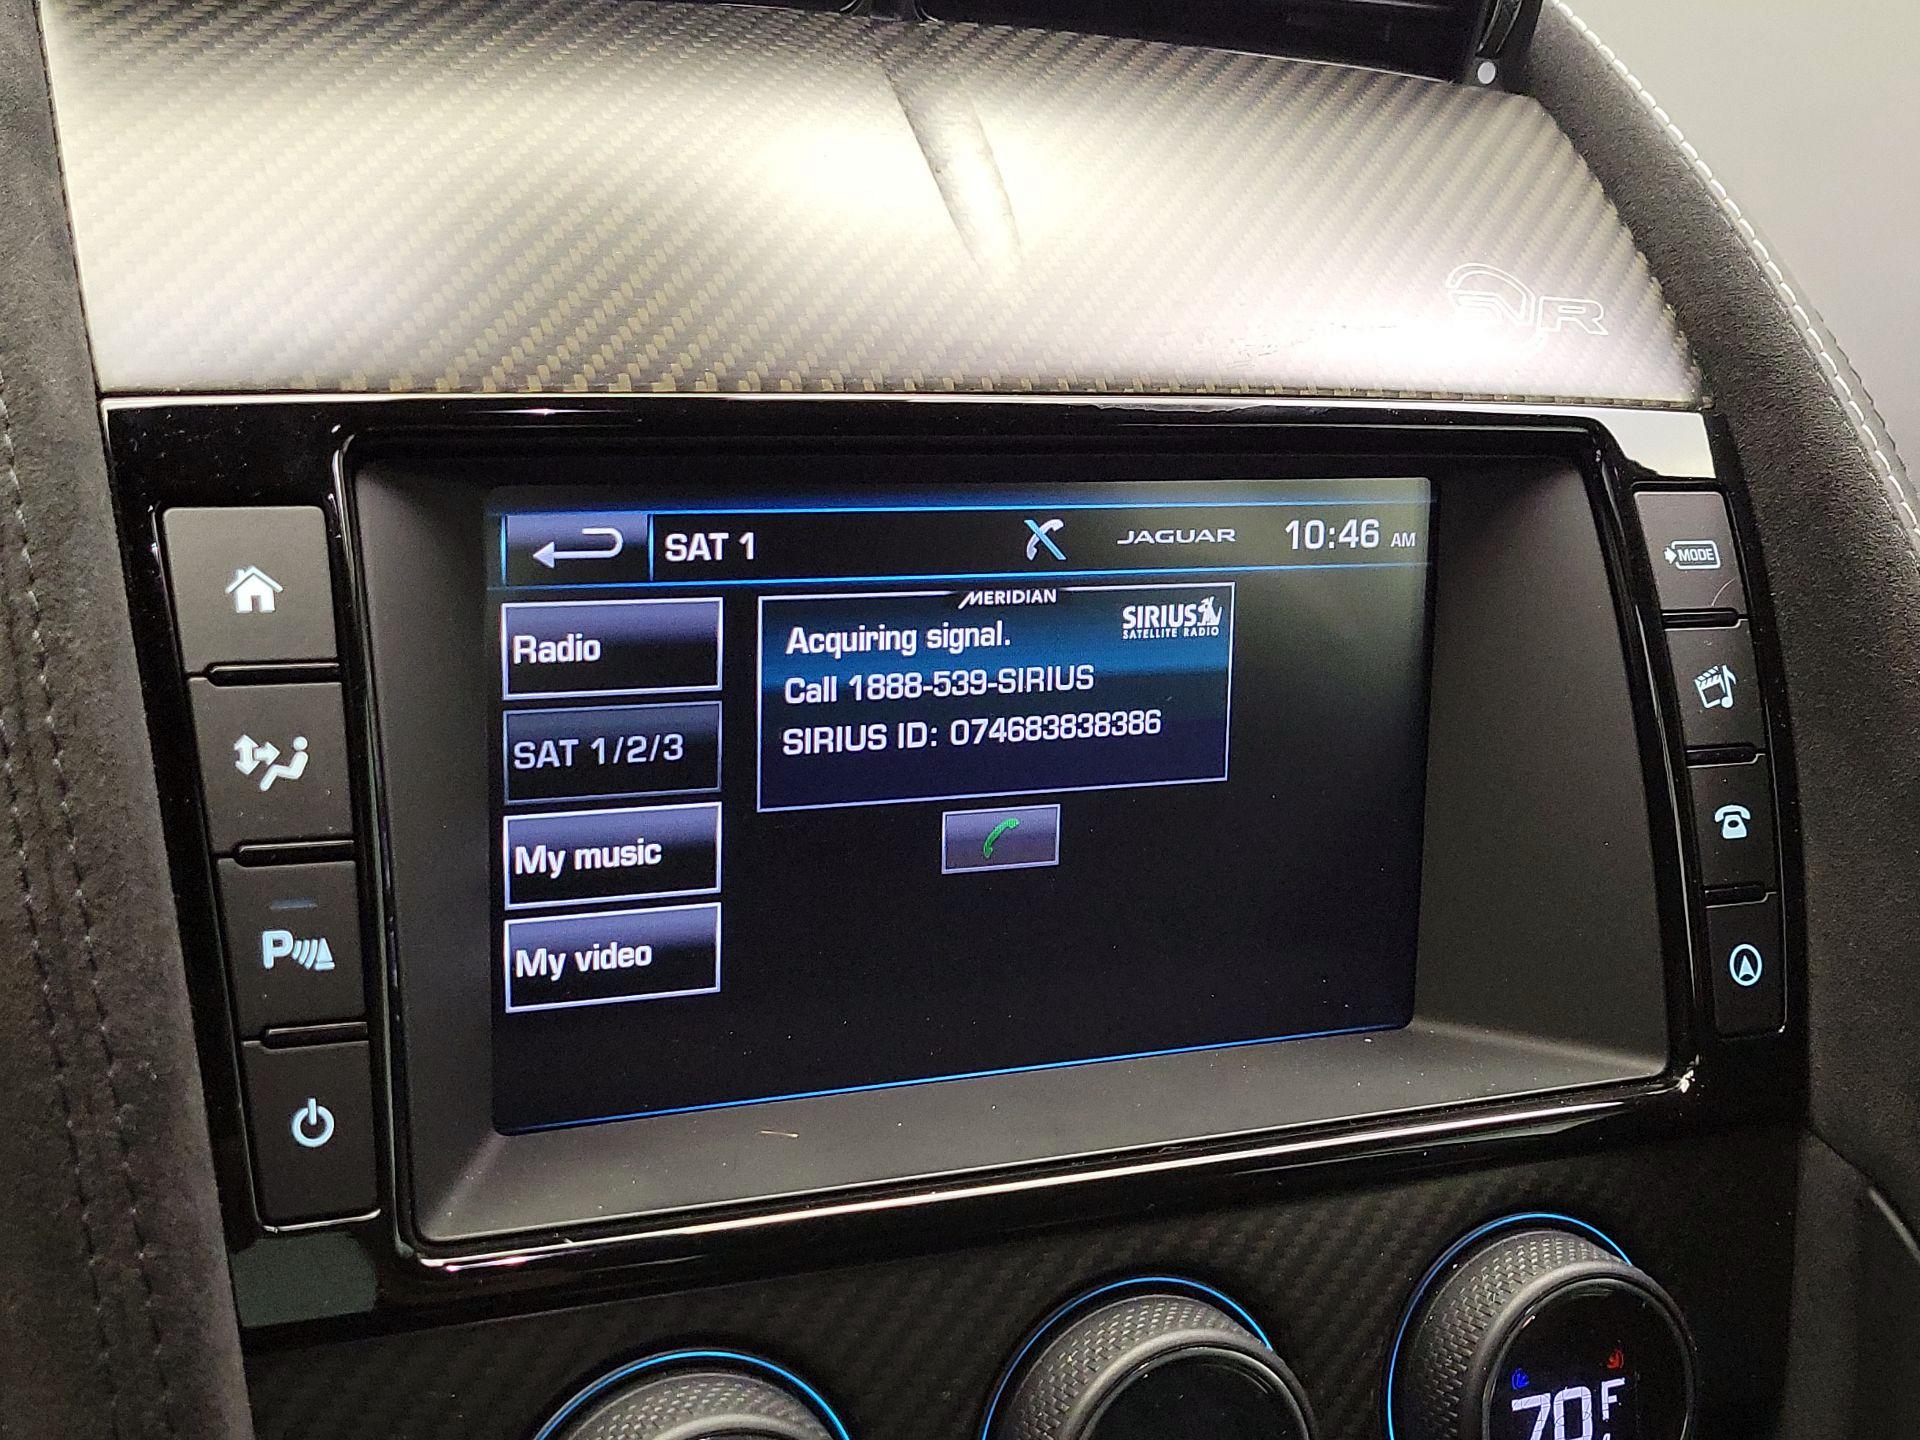 SVR
SAT 1
JAGUAR
10:46 AM
MODE
Radio
MERIDIAN
SIRIUS
SATELLITE RADIO
Acquiring signal.
Call 1888-539-SIRIUS
SIRIUS ID: 074683838386
SAT 1/2/3
My music
My video
P
70°F